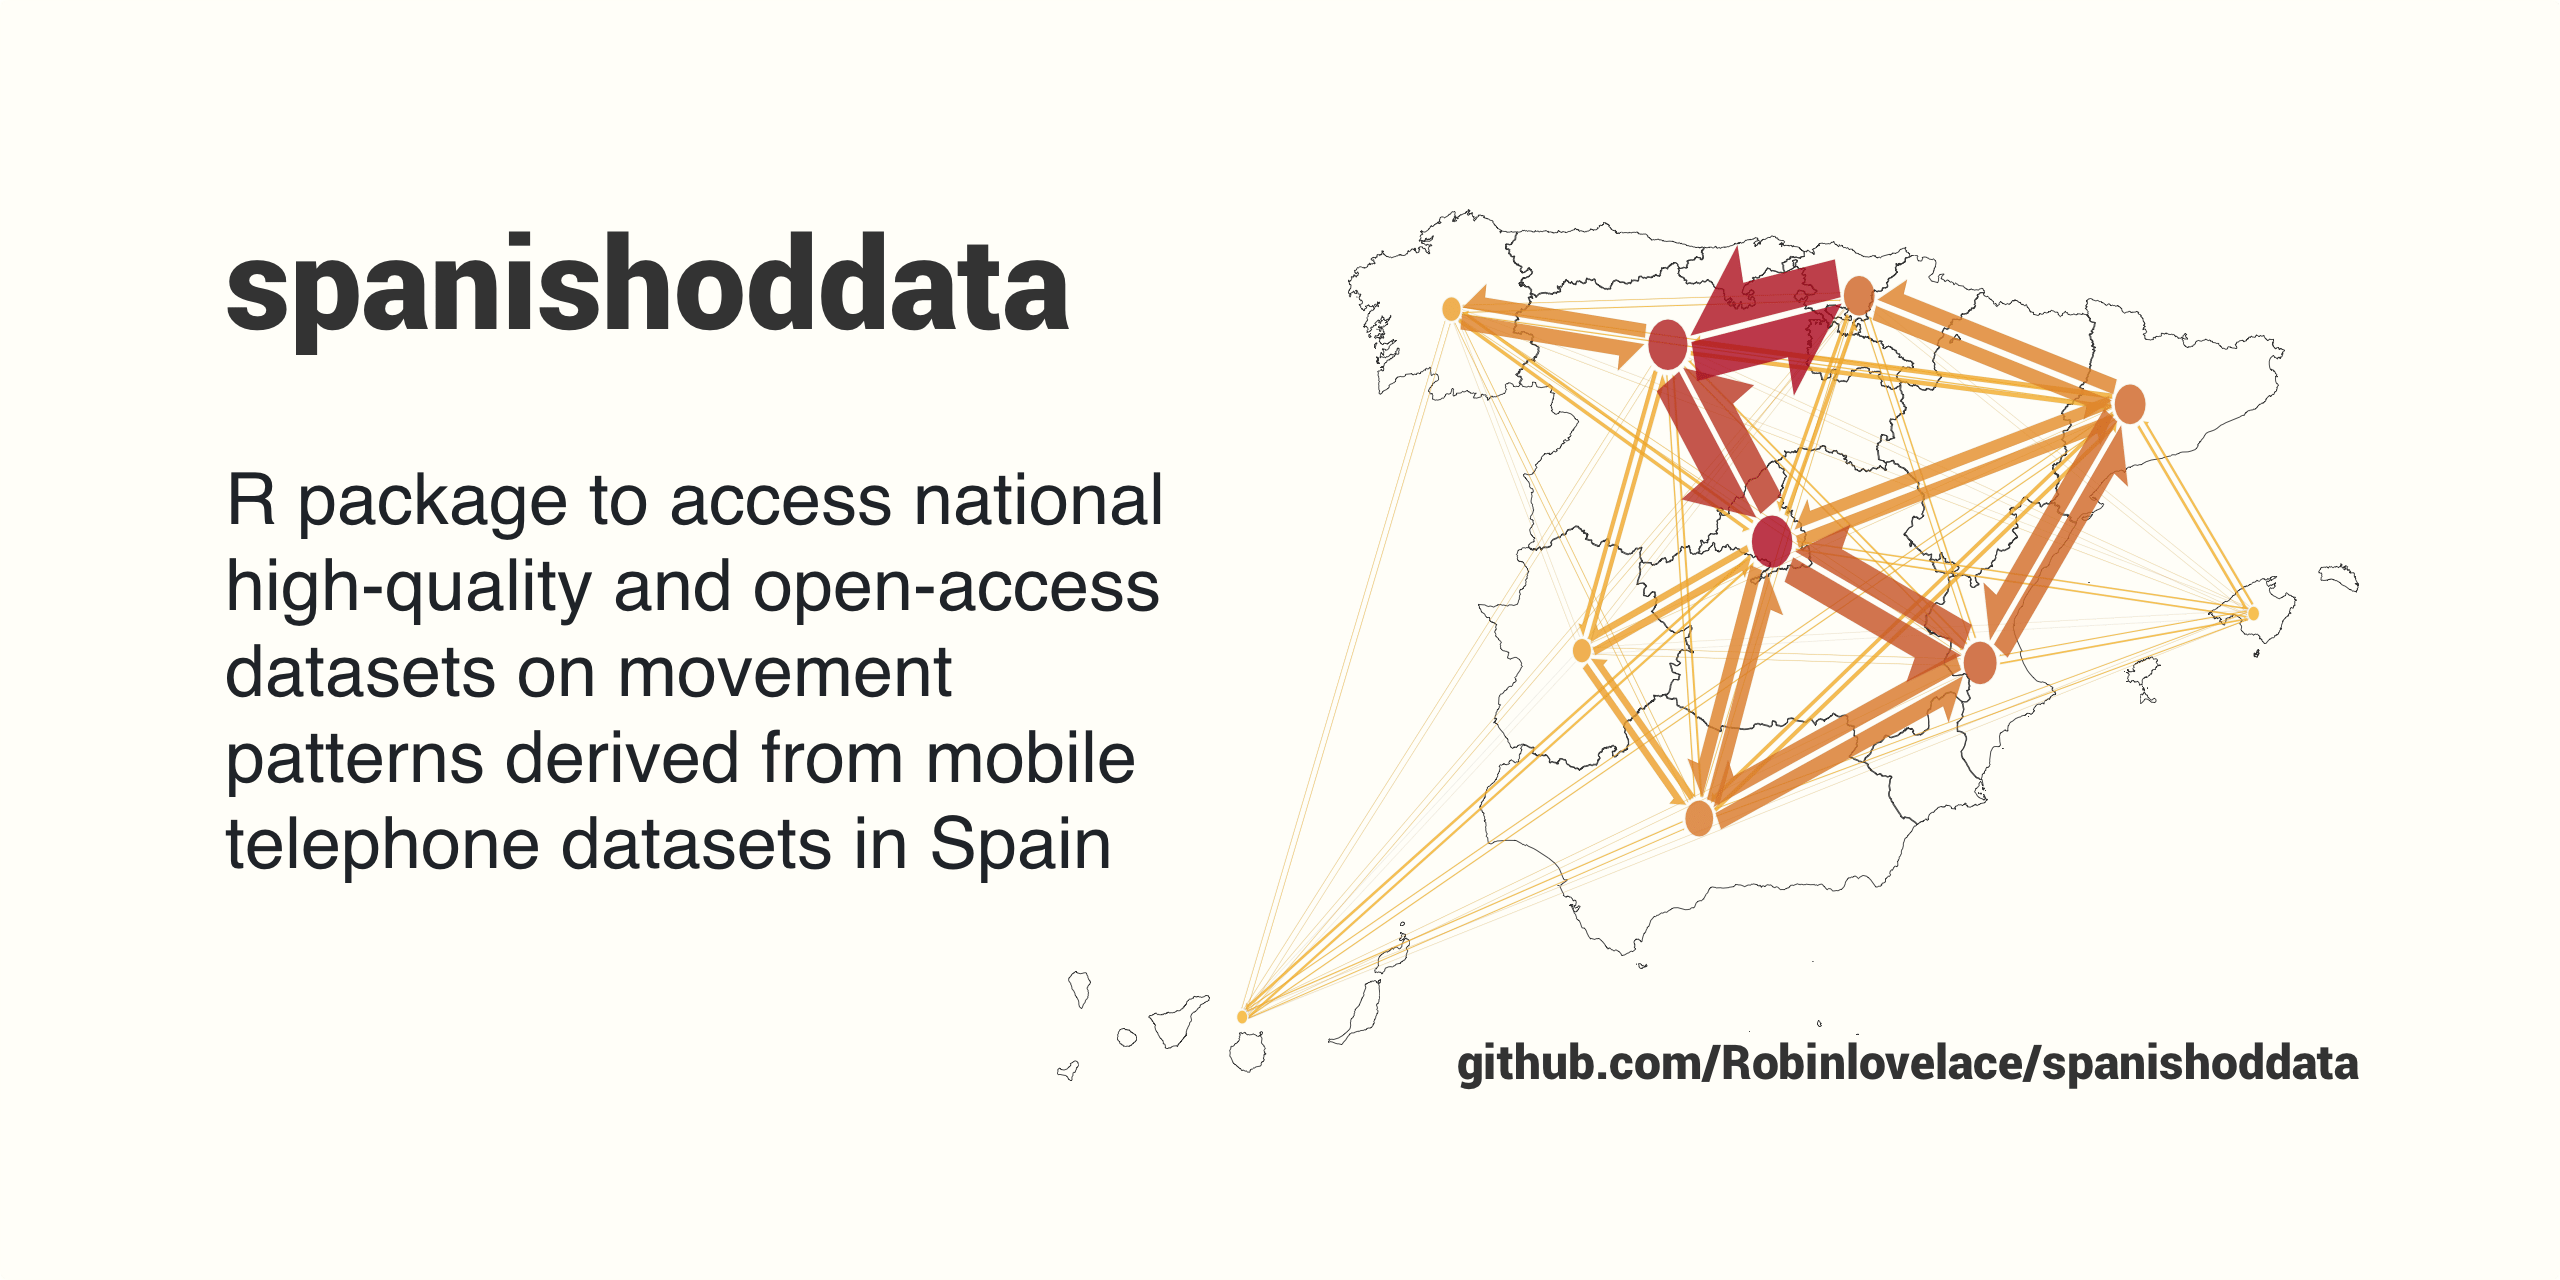 spanishoddata
R package to access national
high-quality and open-access
datasets on movement
patterns derived from mobile
telephone datasets in Spain
github.com/Robinlovelace/spanishoddata